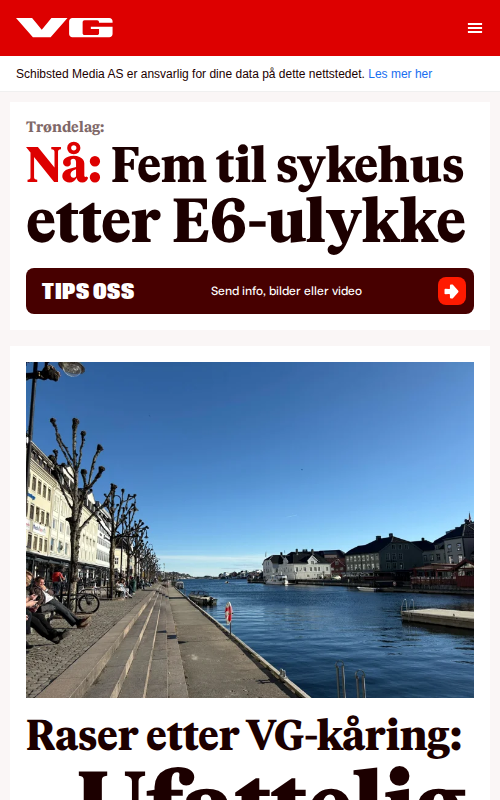 VG
Schibsted Media AS er ansvarlig for dine data på dette nettstedet. Les mer her
Trøndelag:
Nå: Fem til sykehus
etter E6-ulykke
TIPS OSS
Send info, bilder eller video
Raser etter VG-kåring:
Ufattelig